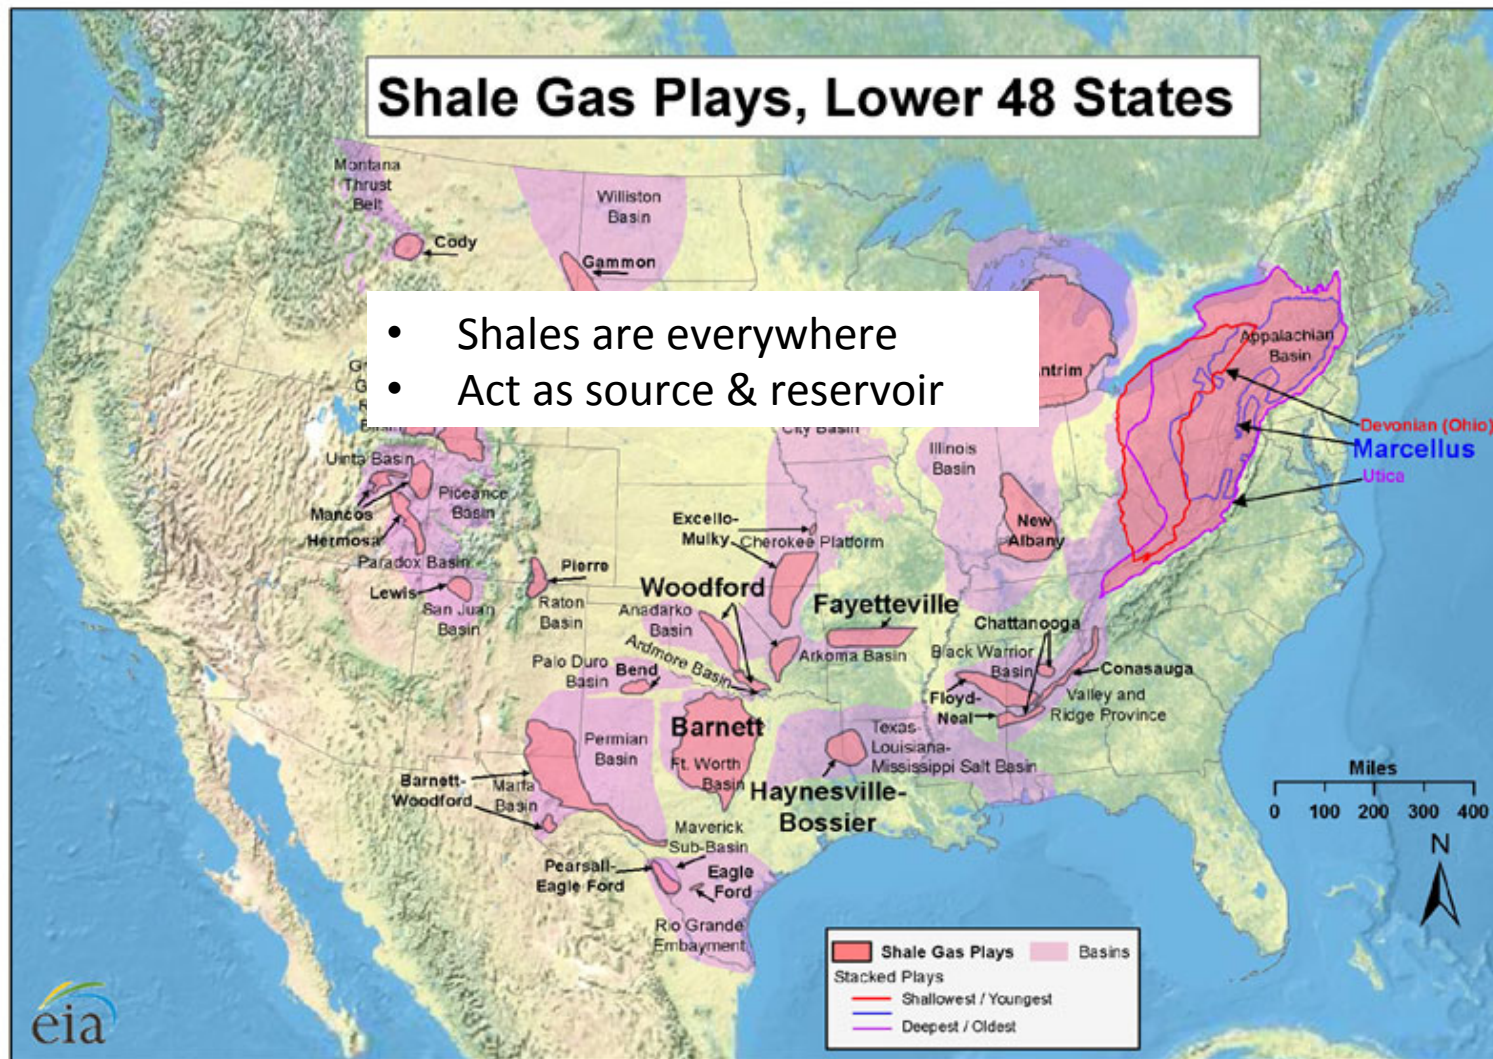 Shale Gas Plays, Lower 48 States
Montana
Thrust
Belt
Cody
Williston
Basin
Gammon
• Shales are everywhere
• Act as source & reservoir
Antrim
Appalachian
Basin
Devonian (Ohio)
Marcellus
Utica
City Basin
Illinois
Basin
New
Albany
Uinta Basin
Mancos
Piceance
Basin
Hermosa
Paradox Basin
Lewis
San Juan
Basin
Pierre
Raton
Basin
Excello-
Mulky
Cherokee Platform
Woodford
Anadarko
Basin
Ardmore Basin
Fayetteville
Arkoma Basin
Chattanooga
Black Warrior
Basin
Conasauga
Floyd-
Neal
Valley and
Ridge Province
Palo Duro
Basin
Bend
Barnett
Ft. Worth
Basin
Permian
Basin
Barnett-
Woodford
Marfa
Basin
Texas-
Louisiana-
Mississippi Salt Basin
Haynesville-
Bossier
Maverick
Sub-Basin
Pearsall-
Eagle Ford
Eagle
Ford
Rio Grande
Embayment
Miles
0 100 200 300 400
N
Shale Gas Plays
Basins
Stacked Plays
Shallowest / Youngest
Deepest / Oldest
eia